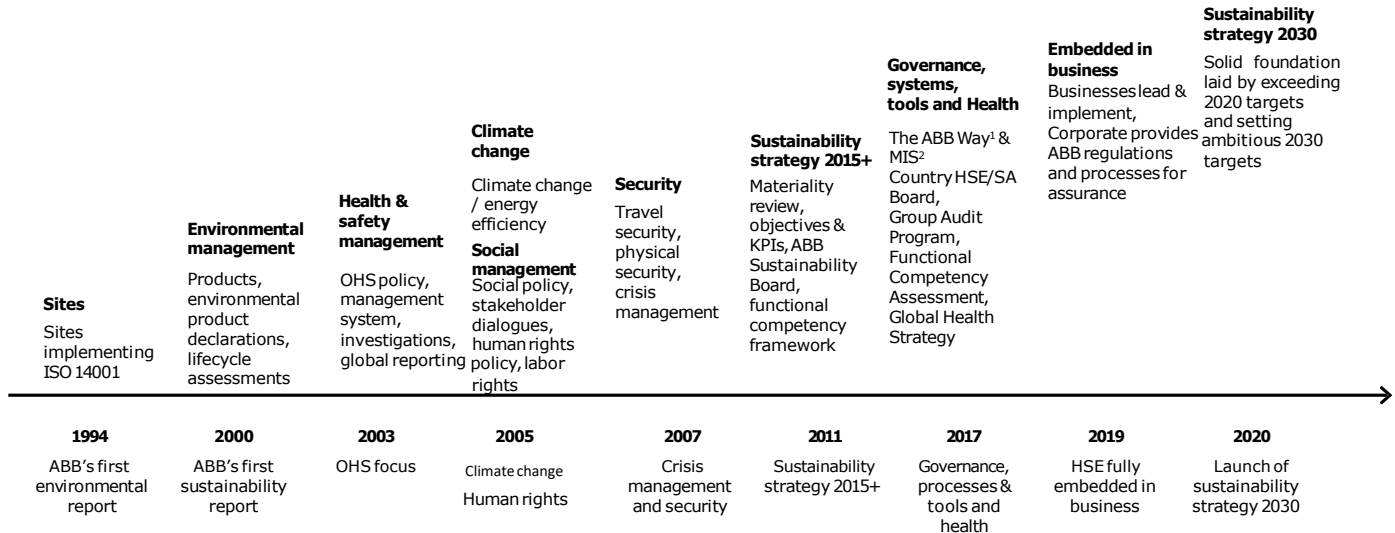 Sites
Sites
implementing
ISO 14001
Environmental
management
Products,
environmental
product
declarations,
lifecycle
assessments
Health &
safety
management
OHS policy,
management
system,
investigations,
global reporting
Climate
change
Climate change
/ energy
efficiency
Social
management
Social policy,
stakeholder
dialogues,
human rights
policy, labor
rights
Security
Travel
security,
physical
security,
crisis
management
Sustainability
strategy 2015+
Materiality
review,
objectives &
KPIs, ABB
Sustainability
Board,
functional
competency
framework
Governance,
systems,
tools and Health
The ABB Way¹ &
MIS²
Country HSE/SA
Board,
Group Audit
Program,
Functional
Competency
Assessment,
Global Health
Strategy
Embedded in
business
Businesses lead &
implement,
Corporate provides
ABB regulations
and processes for
assurance
Sustainability
strategy 2030
Solid foundation
laid by exceeding
2020 targets
and setting
ambitious 2030
targets
1994
ABB's first
environmental
report
2000
ABB's first
sustainability
report
2003
OHS focus
2005
Climate change
Human rights
2007
Crisis
management
and security
2011
Sustainability
strategy 2015+
2017
Governance,
processes &
tools and
health
2019
HSE fully
embedded in
business
2020
Launch of
sustainability
strategy 2030